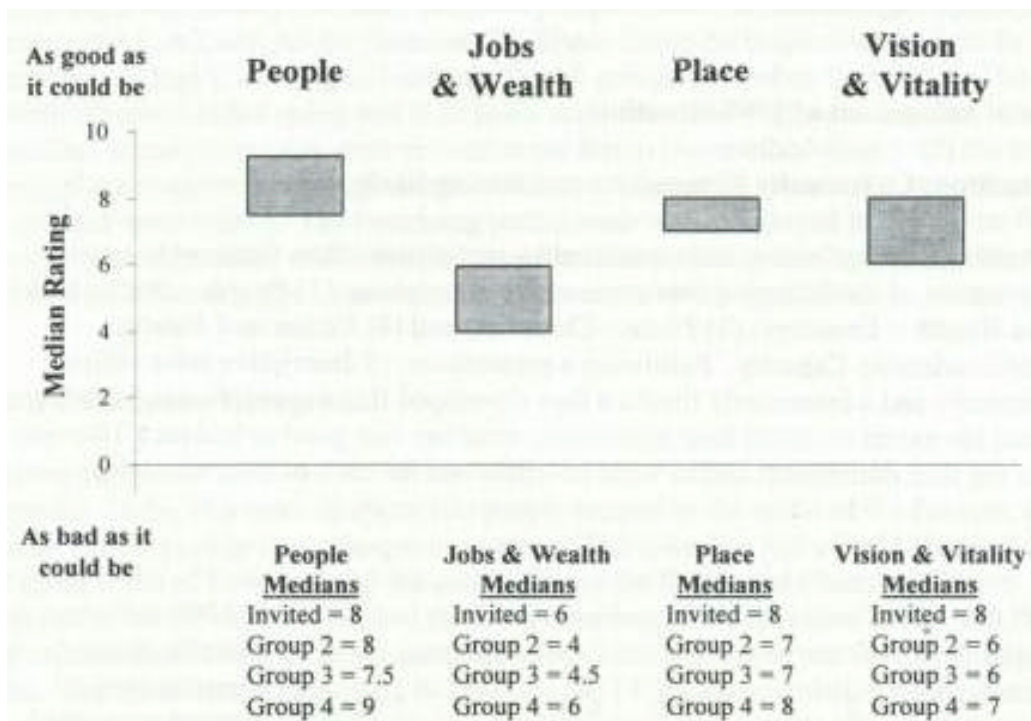 As good as
it could be
People
Jobs
& Wealth
Place
Vision
& Vitality
10
8
6
4
2
0
Median Rating
As bad as it
could be
People
Medians
Invited = 8
Group 2 = 8
Group 3 = 7.5
Group 4 = 9
Jobs & Wealth
Medians
Invited = 6
Group 2 = 4
Group 3 = 4.5
Group 4 = 6
Place
Medians
Invited = 8
Group 2 = 7
Group 3 = 7
Group 4 = 8
Vision & Vitality
Medians
Invited = 8
Group 2 = 6
Group 3 = 6
Group 4 = 7